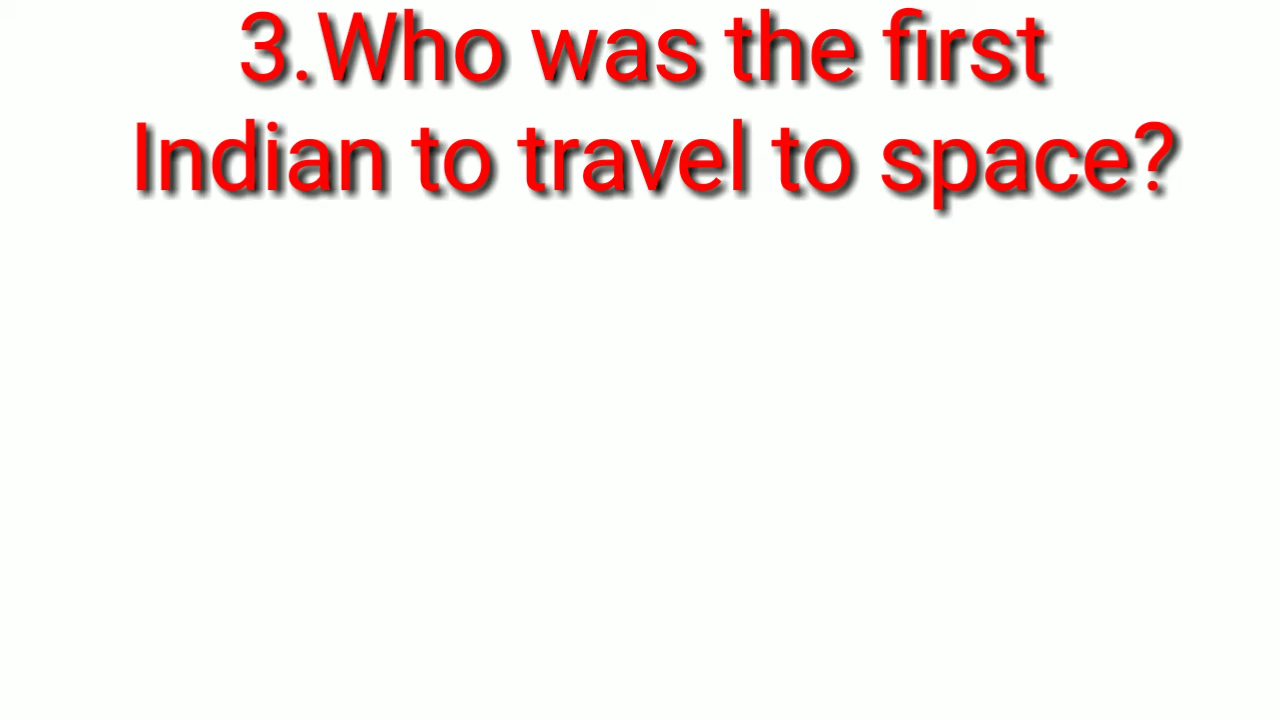 3.Who was the first
Indian to travel to space?